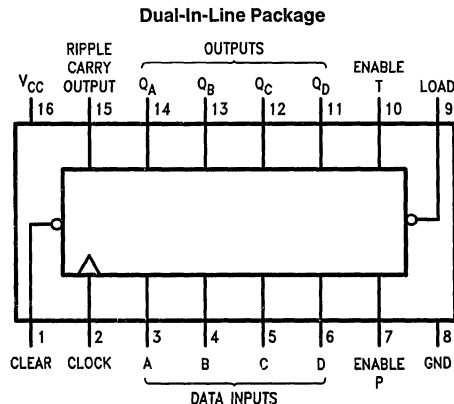 Dual-In-Line Package
RIPPLE CARRY OUTPUT
OUTPUTS
VCC
QA
QB
QC
QD
ENABLE T
LOAD
16 15 14 13 12 11 10 9
1 2 3 4 5 6 7 8
CLEAR CLOCK A B C D ENABLE P GND
DATA INPUTS